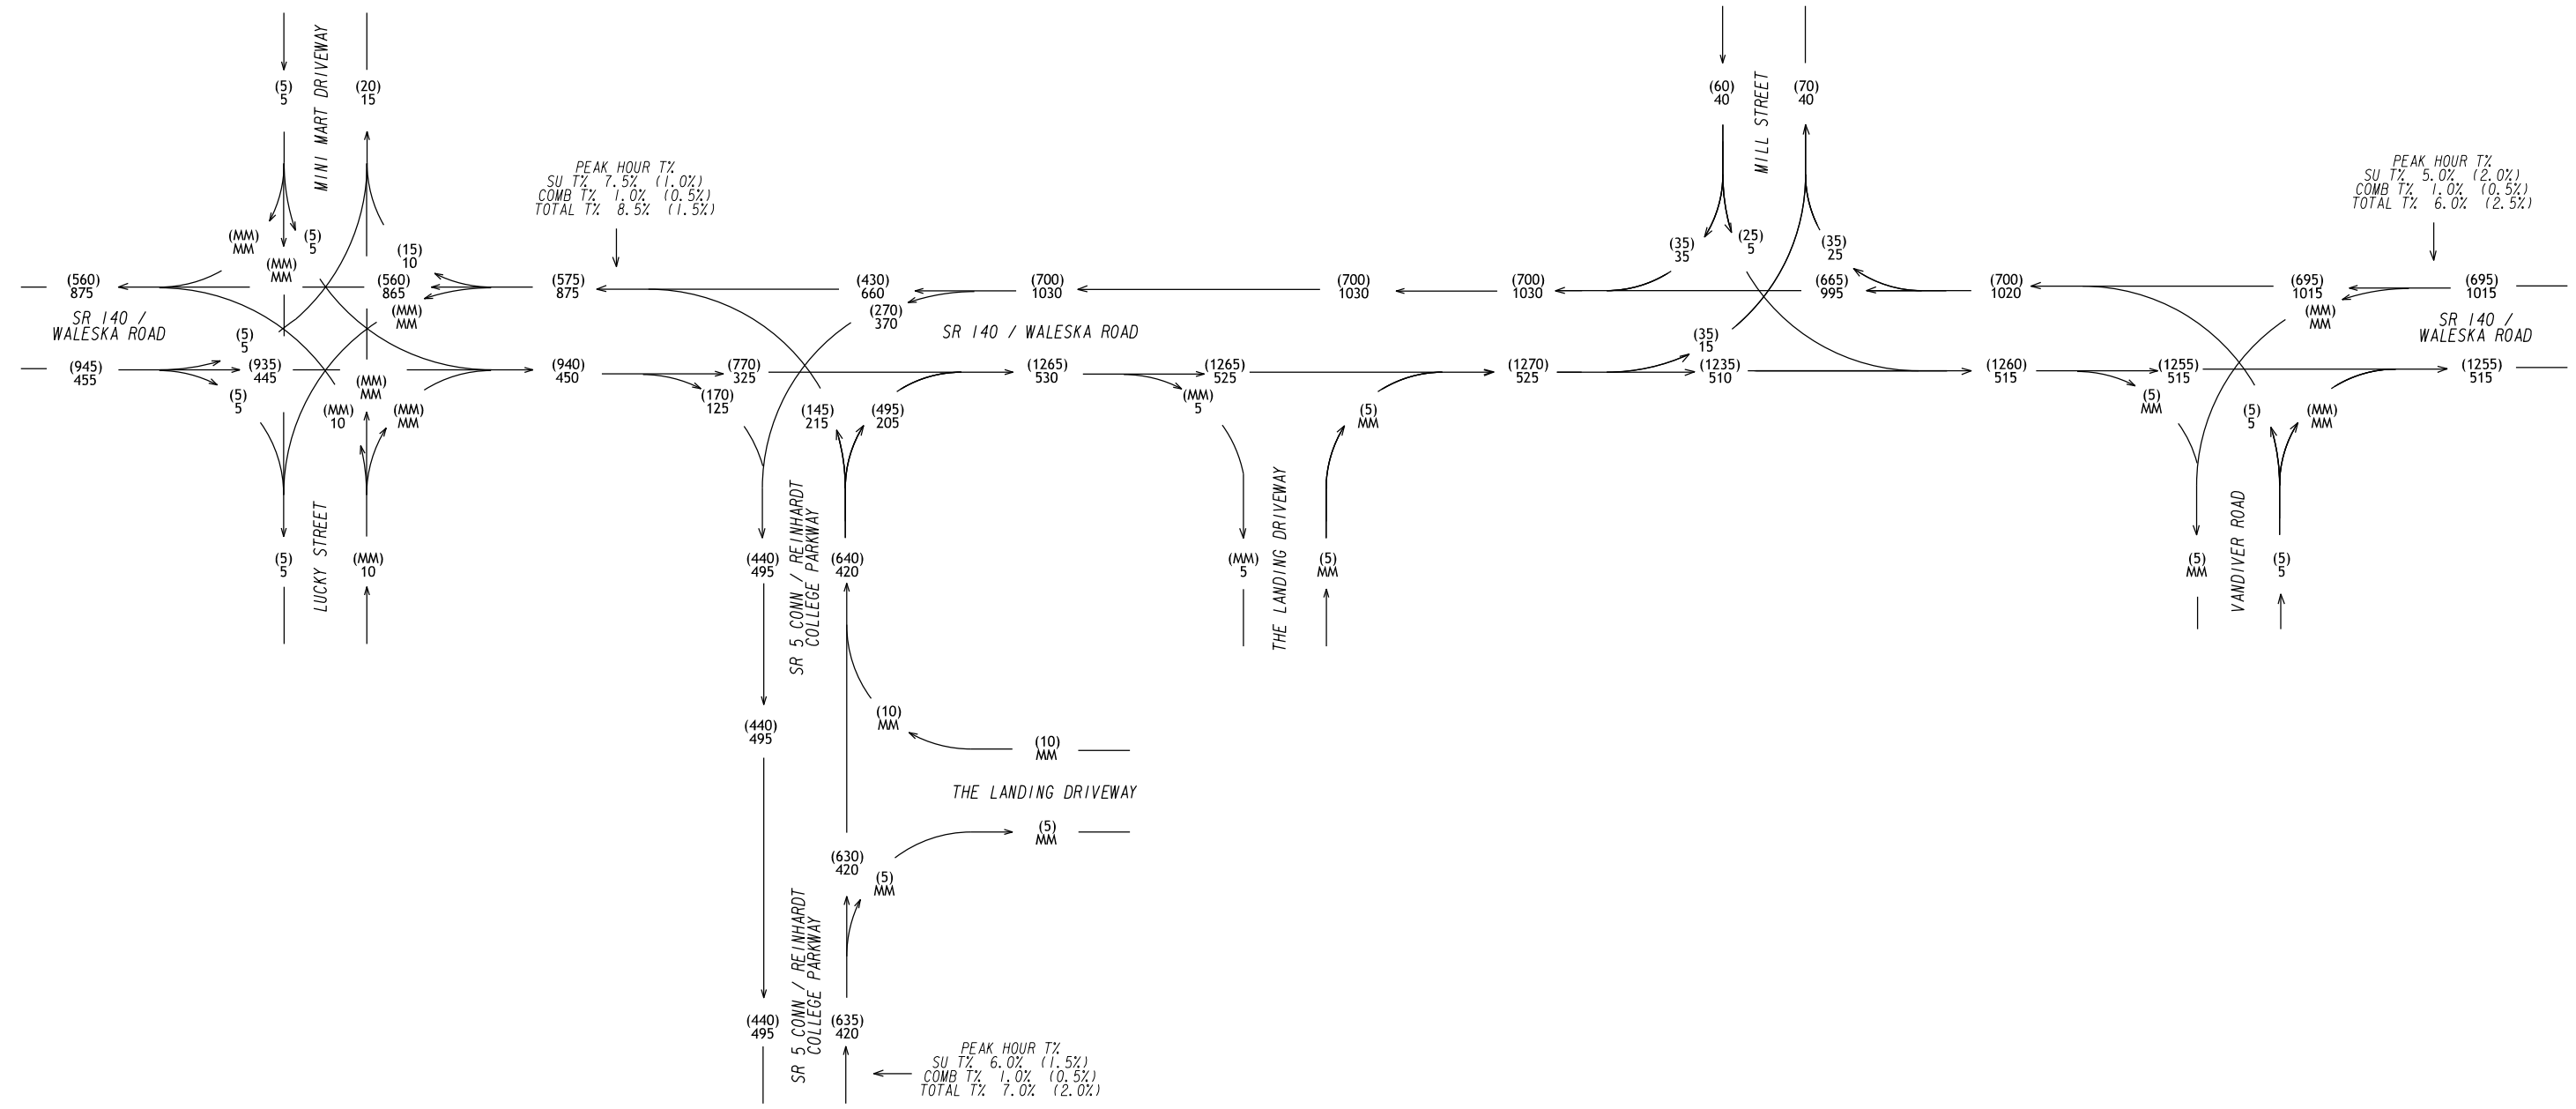 MINI MART DRIVEWAY
(5)
5
(20)
15
(MM)
MM
(5)
5
(MM)
MM
(15)
10
(560)
875
(560)
865
(MM)
MM
SR 140 /
WALESKA ROAD
(5)
5
(945)
455
(935)
445
(5)
5
(MM)
10
(MM)
MM
(MM)
MM
(5)
5
LUCKY STREET
(MM)
10
PEAK HOUR T%
SU T% 7.5% (1.0%)
COMB T% 1.0% (0.5%)
TOTAL T% 8.5% (1.5%)
(575)
875
(430)
660
(270)
370
(700)
1030
SR 140 / WALESKA ROAD
(940)
450
(770)
325
(170)
125
(145)
215
(495)
205
(1265)
530
(440)
495
SR 5 CONN / REINHARDT
COLLEGE PARKWAY
(640)
420
(440)
495
(10)
MM
(10)
MM
THE LANDING DRIVEWAY
(5)
MM
(630)
420
(5)
MM
(440)
495
SR 5 CONN / REINHARDT
COLLEGE PARKWAY
(635)
420
PEAK HOUR T%
SU T% 6.0% (1.5%)
COMB T% 1.0% (0.5%)
TOTAL T% 7.0% (2.0%)
(700)
1030
(700)
1030
(1265)
525
(MM)
5
(5)
MM
(1270)
525
(MM)
5
THE LANDING DRIVEWAY
(5)
MM
(60)
40
MILL STREET
(70)
40
(35)
35
(25)
5
(35)
25
(665)
995
(700)
1020
(35)
15
(1235)
510
(1260)
515
PEAK HOUR T%
SU T% 5.0% (2.0%)
COMB T% 1.0% (0.5%)
TOTAL T% 6.0% (2.5%)
(695)
1015
(MM)
MM
(695)
1015
SR 140 /
WALESKA ROAD
(1255)
515
(5)
MM
(5)
5
(MM)
MM
(1255)
515
(5)
MM
VANDIVER ROAD
(5)
5